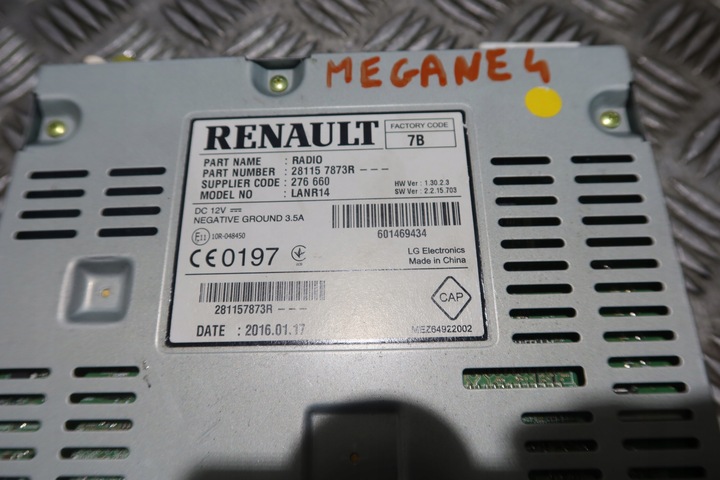 MEGANE 4
RENAULT
FACTORY CODE
7B
PART NAME : RADIO
PART NUMBER : 28115 7873R - - -
SUPPLIER CODE : 276 660
MODEL NO : LANR14
HW Ver : 1.30.2.3
SW Ver : 2.2.15.703
DC 12V
NEGATIVE GROUND 3.5A
E11 10R-048450
601469434
CE0197
LG Electronics
Made in China
281157873R - - -
CAP
DATE : 2016.01.17
MEZ64922002